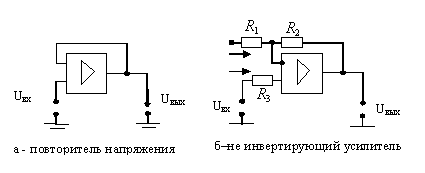 R1 R2
R3
Uвх
Uвых
Uвх
Uвых
а - повторитель напряжения
б–не инвертирующий усилитель